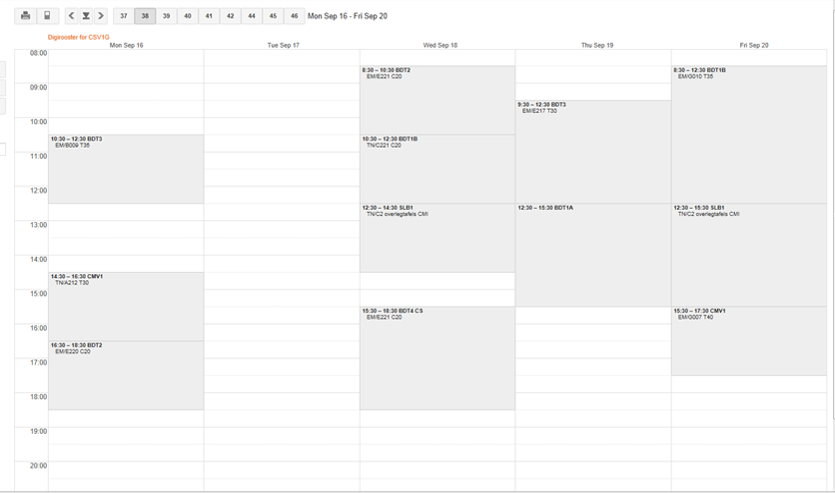 37 38 39 40 41 42 44 45 46 Mon Sep 16 - Fri Sep 20
Digirooster for CSV1G
Mon Sep 16 Tue Sep 17 Wed Sep 18 Thu Sep 19 Fri Sep 20
08:00
8:30 – 10:30 BDT2
EM/E221 C20
8:30 – 12:30 BDT1B
EM/G010 T35
09:00
9:30 – 12:30 BDT3
EM/E217 T30
10:00
10:30 – 12:30 BDT3
EM/B009 T35
10:30 – 12:30 BDT1B
TN/C221 C20
11:00
12:00
12:30 – 14:30 SLB1
TN/C2 overlegtafels CMI
12:30 – 15:30 BDT1A
12:30 – 15:30 SLB1
TN/C2 overlegtafels CMI
13:00
14:00
14:30 – 16:30 CMV1
TN/A212 T30
15:00
15:30 – 18:30 BDT4 CS
EM/E221 C20
15:30 – 17:30 CMV1
EM/G007 T40
16:00
16:30 – 18:30 BDT2
EM/E220 C20
17:00
18:00
19:00
20:00